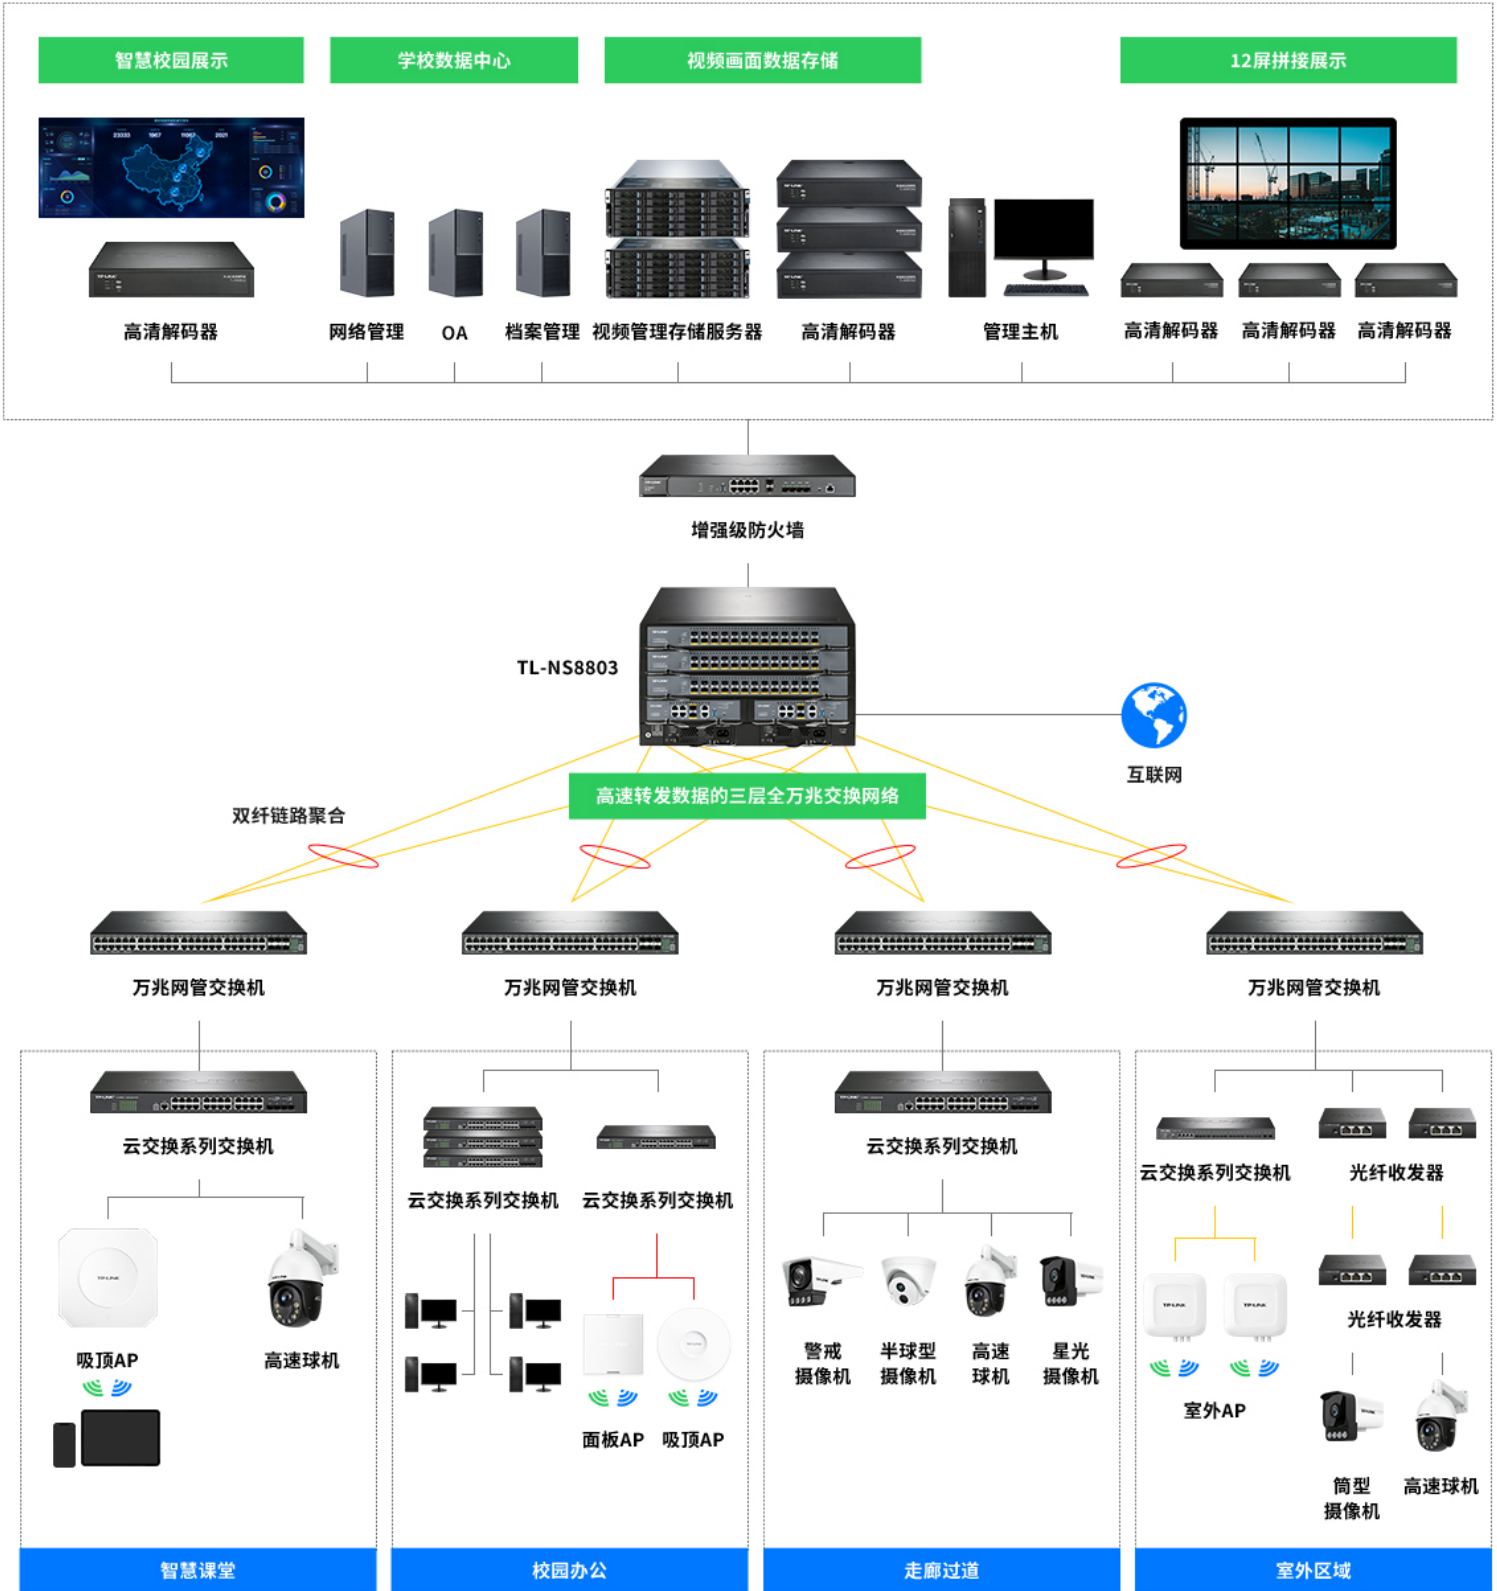 智慧校园展示
学校数据中心
视频画面数据存储
12屏拼接展示
23033 1967 11067 2021
TP-LINK
高清解码器
网络管理
OA
档案管理
视频管理存储服务器
高清解码器
管理主机
高清解码器
高清解码器
高清解码器
增强级防火墙
TL-NS8803
互联网
高速转发数据的三层全万兆交换网络
双纤链路聚合
万兆网管交换机
万兆网管交换机
万兆网管交换机
万兆网管交换机
云交换系列交换机
TP-LINK
吸顶AP
高速球机
智慧课堂
云交换系列交换机
云交换系列交换机
面板AP
吸顶AP
校园办公
云交换系列交换机
警戒
摄像机
半球型
摄像机
高速
球机
星光
摄像机
走廊过道
云交换系列交换机
光纤收发器
光纤收发器
TP-LINK
TP-LINK
室外AP
筒型
摄像机
高速球机
室外区域